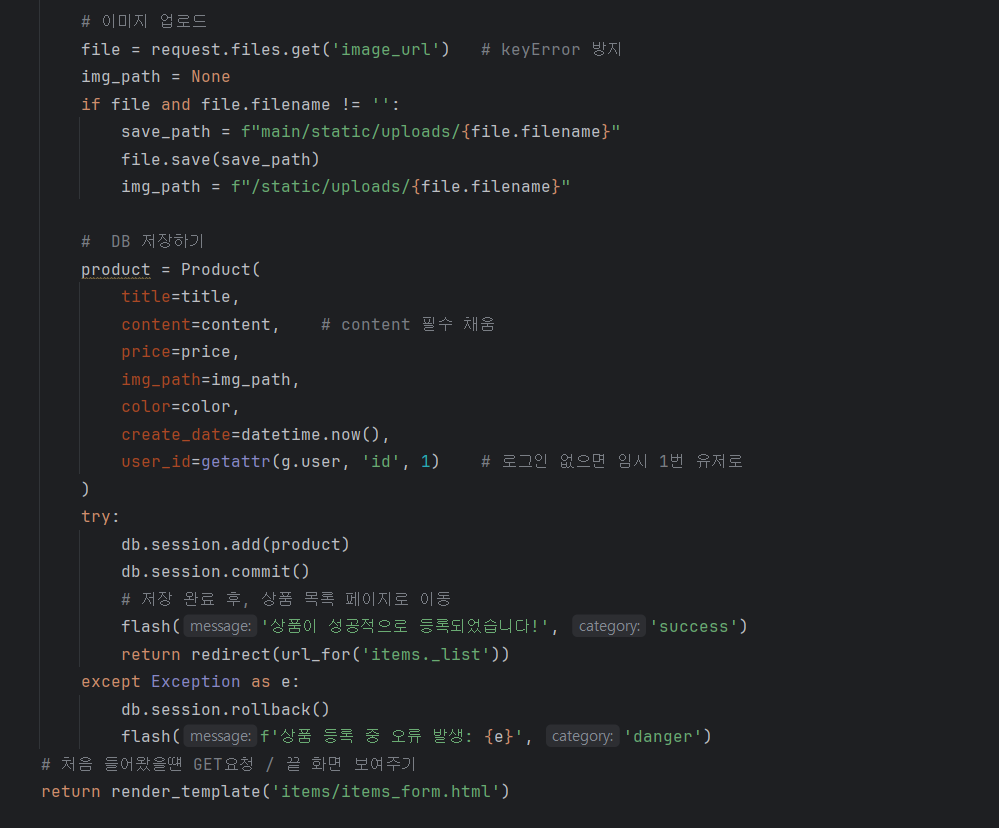 # 이미지 업로드
file = request.files.get('image_url')   # keyError 방지
img_path = None
if file and file.filename != '':
    save_path = f"main/static/uploads/{file.filename}"
    file.save(save_path)
    img_path = f"/static/uploads/{file.filename}"
#  DB 저장하기
product = Product(
    title=title,
    content=content,    # content 필수 채움
    price=price,
    img_path=img_path,
    color=color,
    create_date=datetime.now(),
    user_id=getattr(g.user, 'id', 1)    # 로그인 없으면 임시 1번 유저로
)
try:
    db.session.add(product)
    db.session.commit()
    # 저장 완료 후, 상품 목록 페이지로 이동
    flash( message: '상품이 성공적으로 등록되었습니다!',  category: 'success')
    return redirect(url_for('items._list'))
except Exception as e:
    db.session.rollback()
    flash( message: f'상품 등록 중 오류 발생: {e}',  category: 'danger')
# 처음 들어왔을떈 GET요청 / 끝 화면 보여주기
return render_template('items/items_form.html')